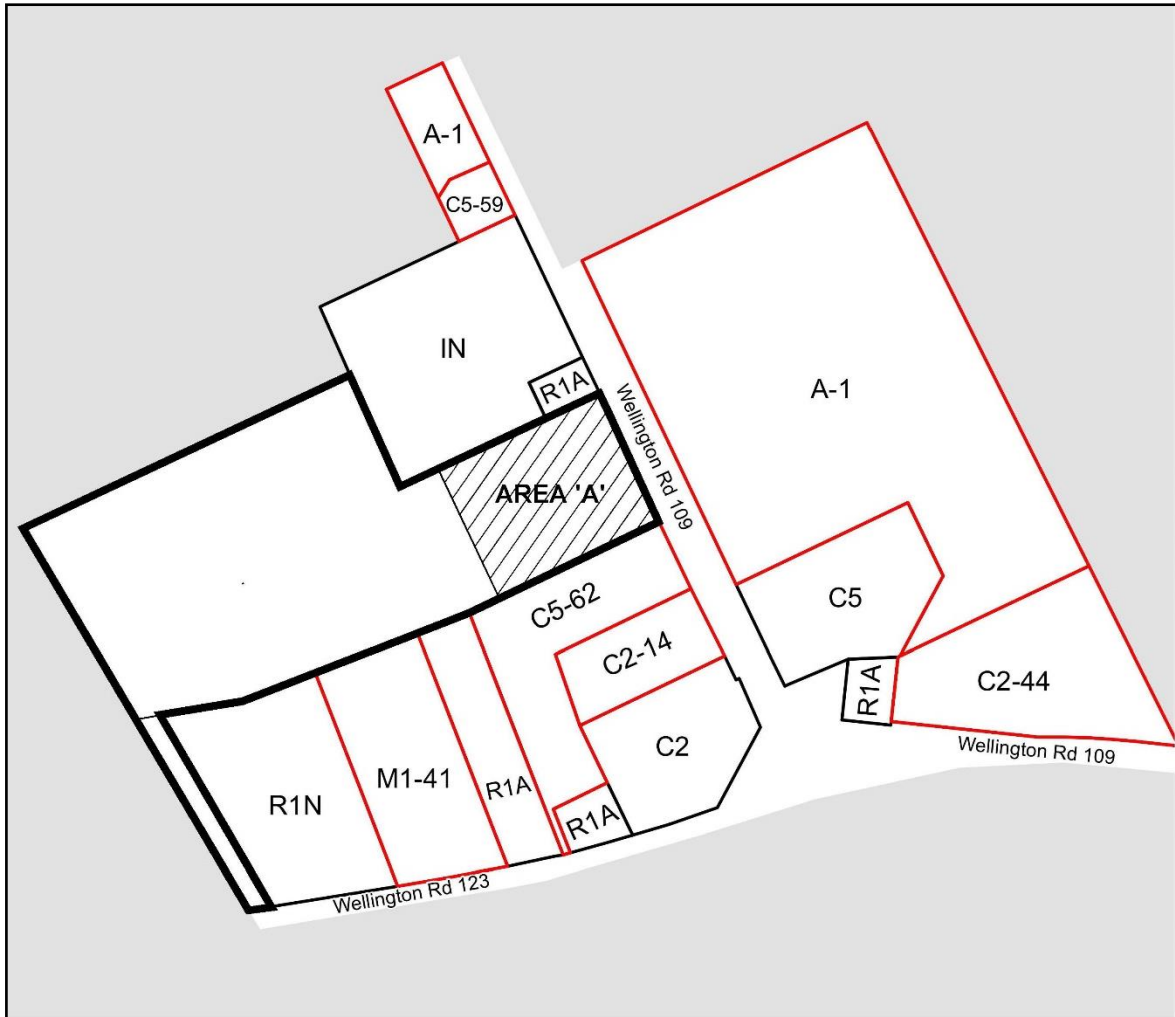 A-1
C5-59
IN
R1A
Wellington Rd 109
A-1
AREA 'A'
C5-62
C5
C2-14
R1A
C2-44
C2
Wellington Rd 109
M1-41
R1A
R1N
R1A
Wellington Rd 123